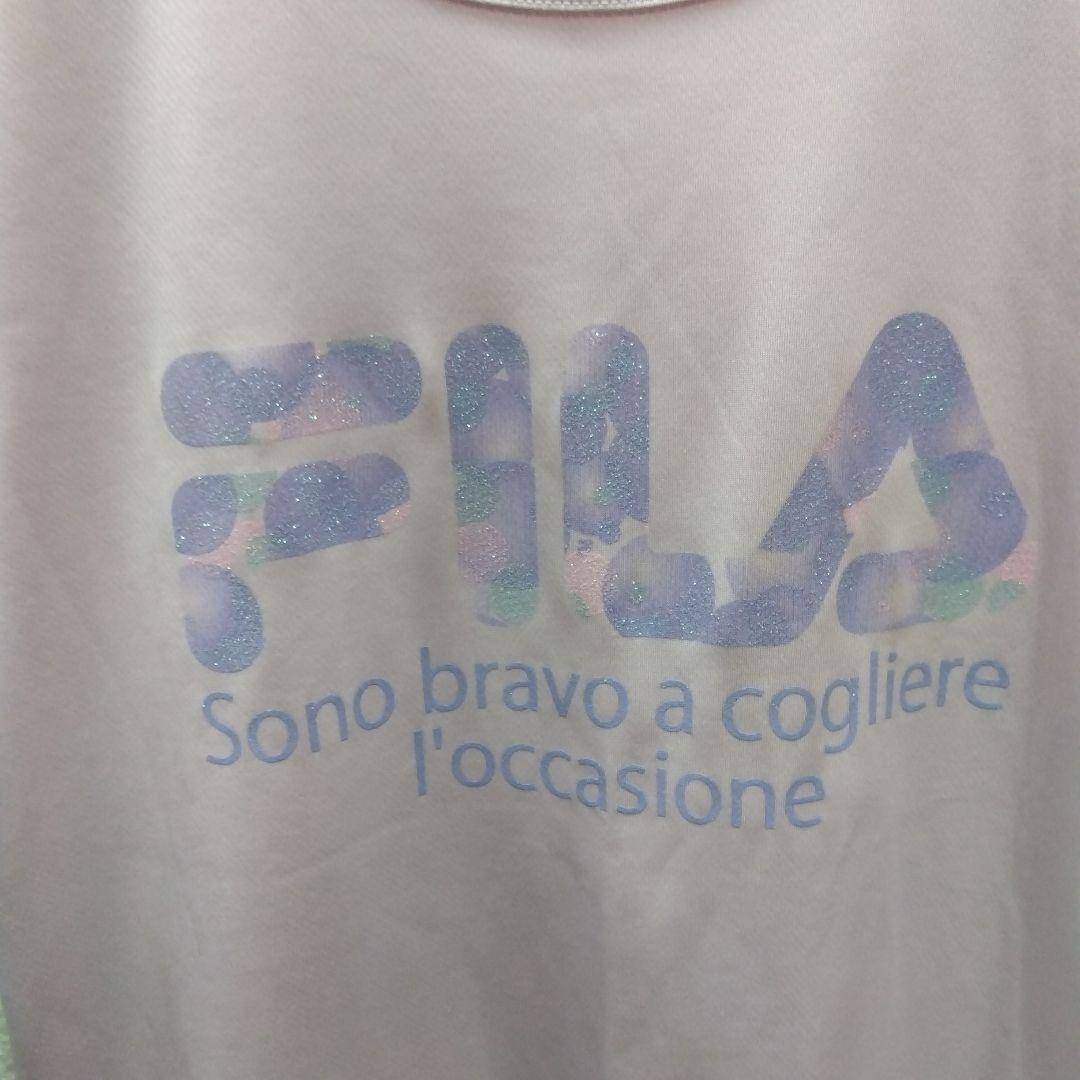 FILA
Sono bravo a cogliere
l'occasione